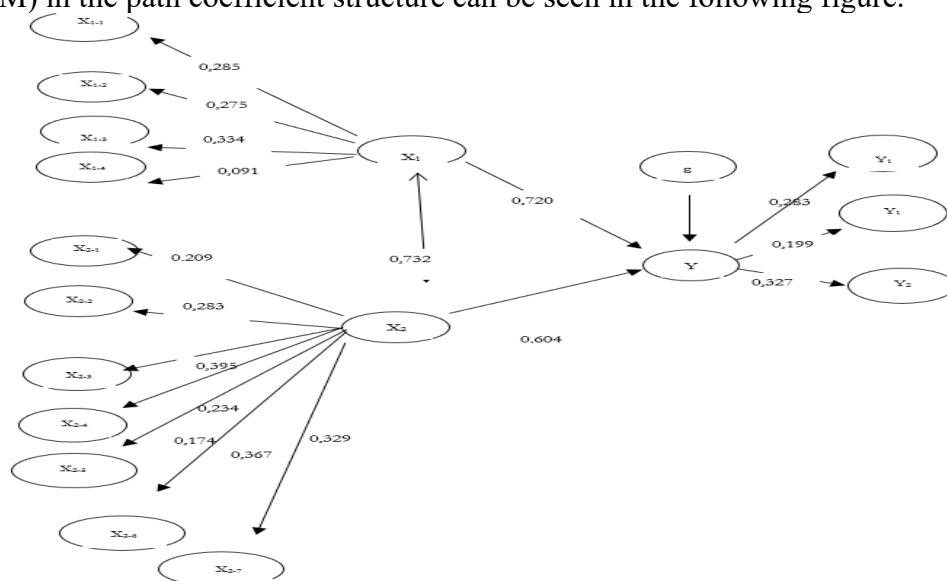 M) in the path coefficient structure can be seen in the following figure.
X₁-₁
0,285
X₁-₂
0,275
X₁-₃
0,334
X₁-₄
0,091
X₁
0,720
ε
Y₁
0,283
Y₁
0,199
Y
0,327
Y₂
X₂-₁
0.209
0,732
X₂-₂
0,283
X₂
0,604
X₂-₃
0,395
X₂-₄
0,234
X₂-₅
0,174
0,367
0,329
X₂-₆
X₂-₇